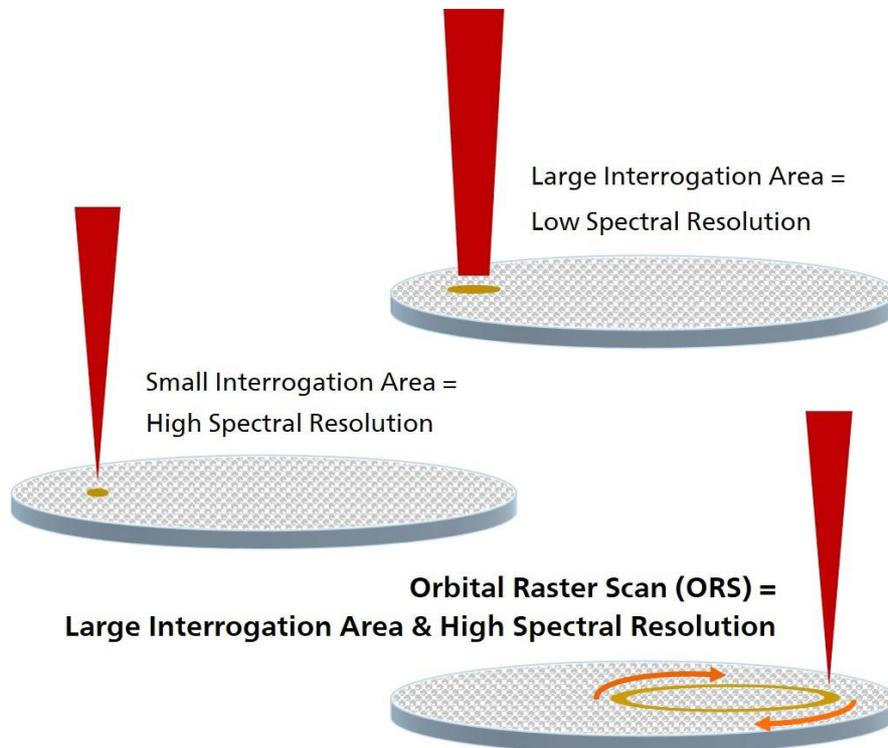 Large Interrogation Area =
Low Spectral Resolution
Small Interrogation Area =
High Spectral Resolution
Orbital Raster Scan (ORS) =
Large Interrogation Area & High Spectral Resolution